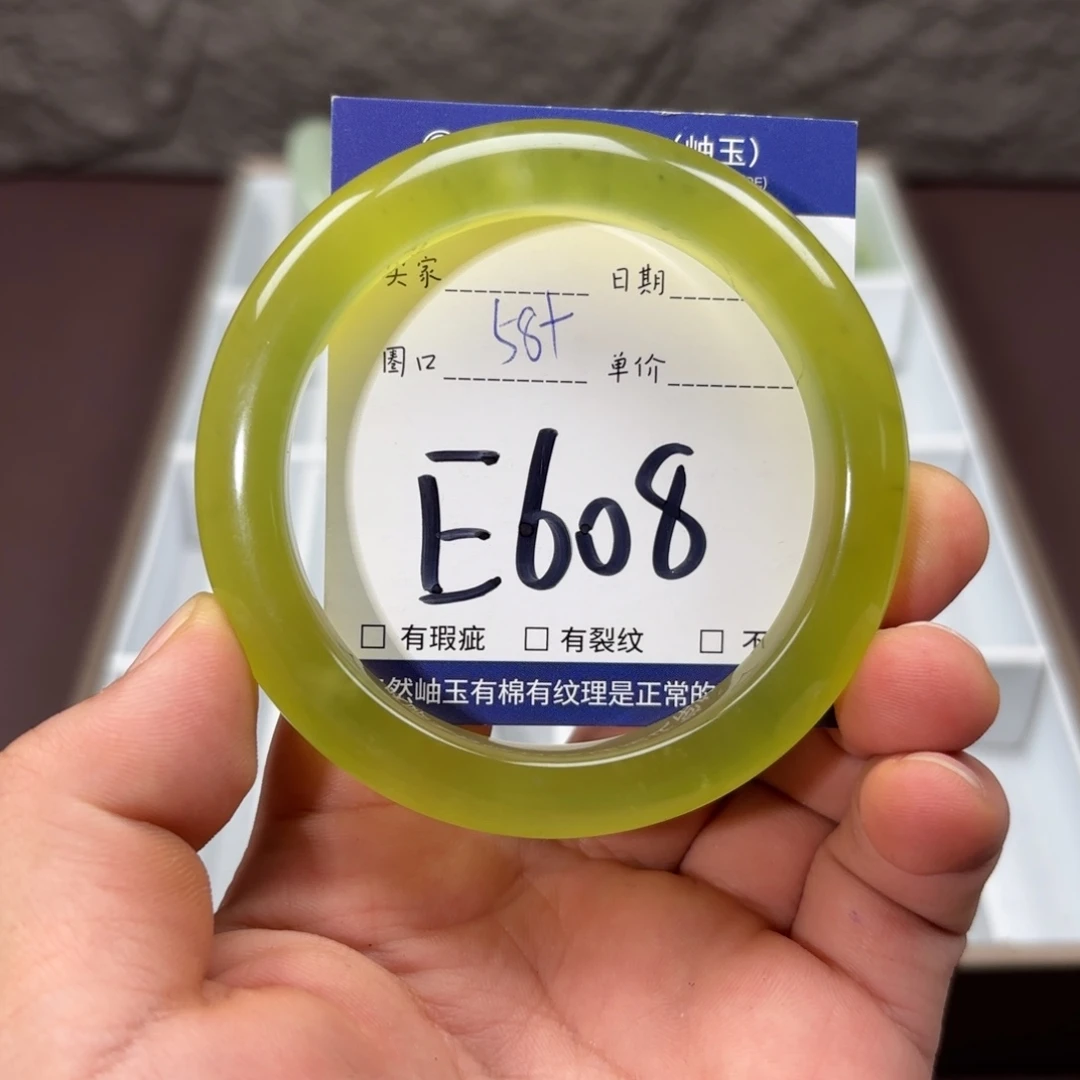 (岫玉)
买家 日期
58+
圈口 单价
E608
□ 有瑕疵 □ 有裂纹 □ 不
然岫玉有棉有纹理是正常的